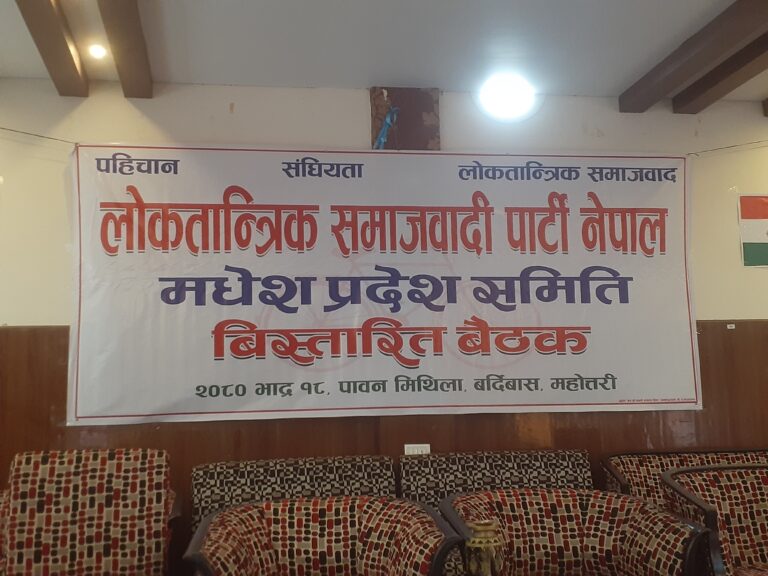 पहिचान संघियता लोकतान्त्रिक समाजवाद
लोकतान्त्रिक समाजवादी पार्टी नेपाल
मधेश प्रदेश समिति
बिस्तारित बैठक
२०८० भाद्र १८, पावन मिथिला, बर्दिबास, महोत्तरी